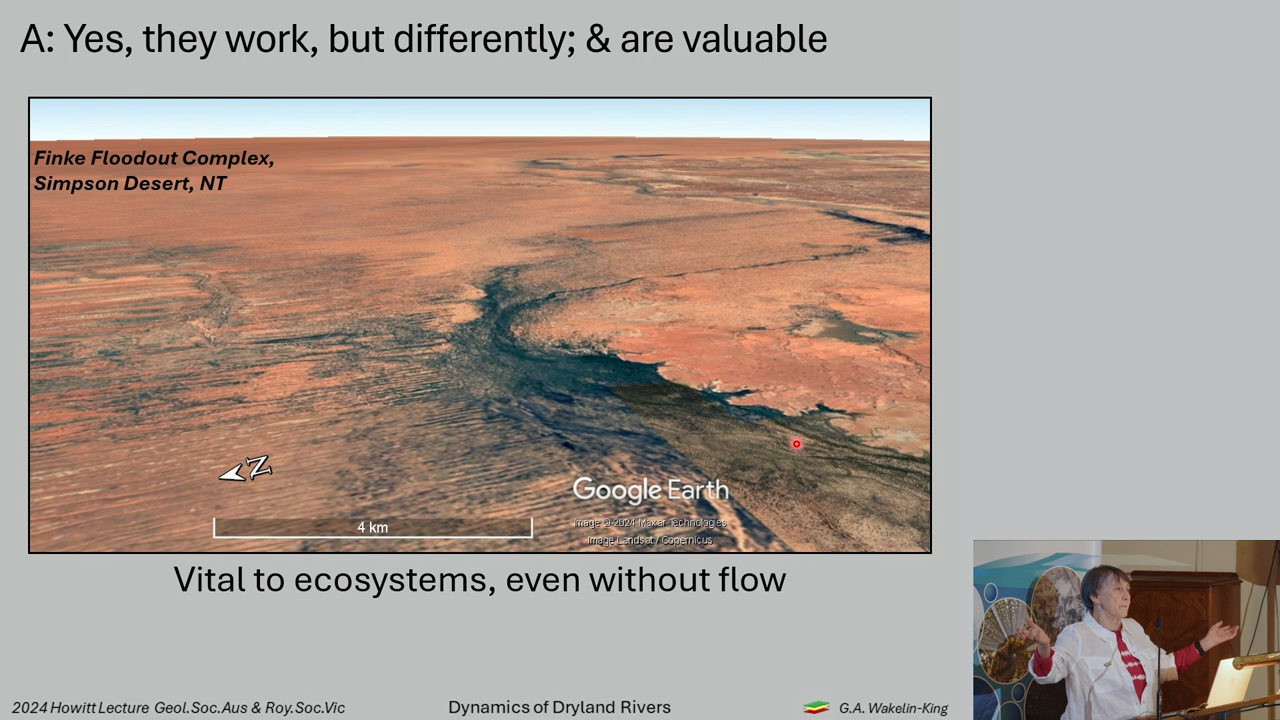 A: Yes, they work, but differently; & are valuable
Finke Floodout Complex,
Simpson Desert, NT
N
4 km
Google Earth
Image © 2024 Maxar Technologies
Image Landsat / Copernicus
Vital to ecosystems, even without flow
2024 Howitt Lecture Geol.Soc.Aus & Roy.Soc.Vic
Dynamics of Dryland Rivers
G.A. Wakelin-King